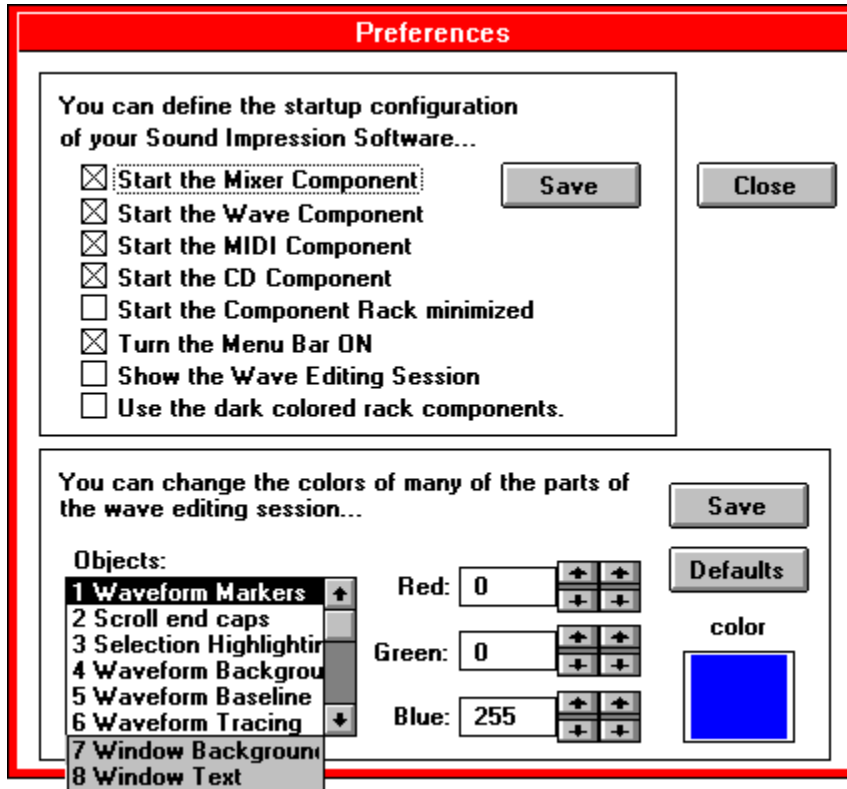 Preferences
You can define the startup configuration
of your Sound Impression Software...
Start the Mixer Component
Save
Close
Start the Wave Component
Start the MIDI Component
Start the CD Component
Start the Component Rack minimized
Turn the Menu Bar ON
Show the Wave Editing Session
Use the dark colored rack components.
You can change the colors of many of the parts of
the wave editing session...
Save
Defaults
Objects:
1 Waveform Markers
2 Scroll end caps
3 Selection Highlightin
4 Waveform Backgrou
5 Waveform Baseline
6 Waveform Tracing
7 Window Background
8 Window Text
Red: 0
Green: 0
Blue: 255
color